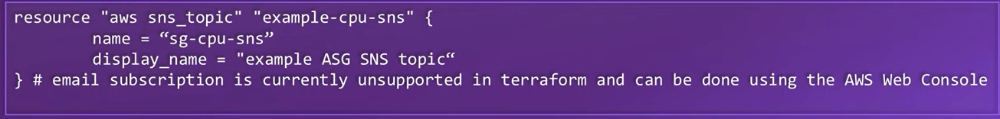 resource "aws sns_topic" "example-cpu-sns" {
name = “sg-cpu-sns”
display_name = "example ASG SNS topic“
} # email subscription is currently unsupported in terraform and can be done using the AWS Web Console